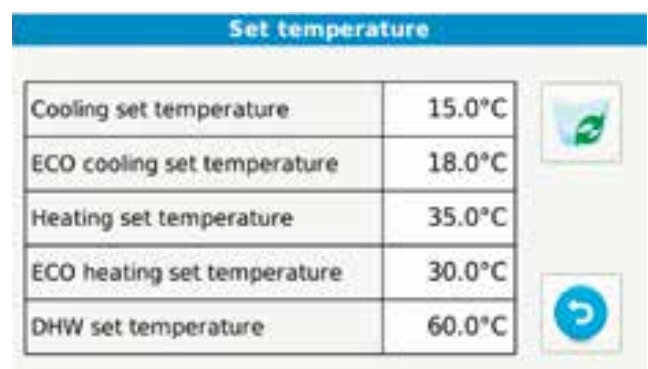 Set temperature
Cooling set temperature 15.0°C
ECO cooling set temperature 18.0°C
Heating set temperature 35.0°C
ECO heating set temperature 30.0°C
DHW set temperature 60.0°C